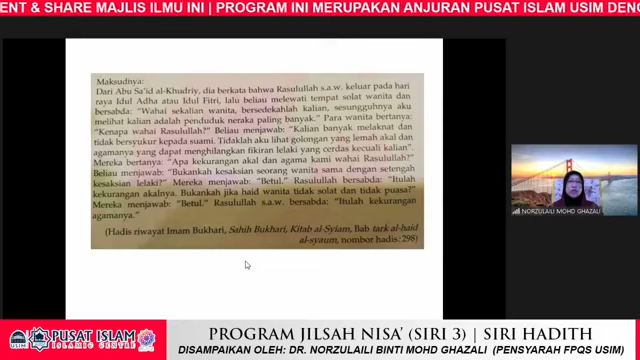 ENT & SHARE MAJLIS ILMU INI | PROGRAM INI MERUPAKAN ANJURAN PUSAT ISLAM USIM DENG
Maksudnya:
Dari Abu Sa'id al-Khudriy, dia berkata bahwa Rasulullah s.a.w. keluar pada hari
raya Idul Adha atau Idul Fitri, lalu beliau melewati tempat solat wanita dan
bersabda: "Wahai sekalian wanita, bersedekahlah kalian, sesungguhnya aku
melihat kalian adalah penduduk neraka paling banyak." Para wanita bertanya:
"Kenapa wahai Rasulullah?" Beliau menjawab: "Kalian banyak melaknat dan
tidak bersyukur kepada suami. Tidaklah aku lihat golongan yang lemah akal dan
agamanya yang dapat menghilangkan fikiran lelaki yang cerdas kecuali kalian".
Mereka bertanya: "Apa kekurangan akal dan agama kami wahai Rasulullah?"
Beliau menjawab: "Bukankah kesaksian seorang wanita sama dengan setengah
kesaksian lelaki?" Mereka menjawab: "Betul." Rasulullah bersabda: "Itulah
kekurangan akalnya. Bukankah jika haid wanita tidak solat dan tidak puasa?"
Mereka menjawab: "Betul." Rasulullah s.a.w. bersabda: "Itulah kekurangan
agamanya."
(Hadis riwayat Imam Bukhari, Sahih Bukhari, Kitab al-Syiam, Bab tark al-haid
al-syaum, nombor hadis: 298)
NORZULAILI MOHD GHAZALI
USIM
PUSAT ISLAM
ISLAMIC CENTRE
PROGRAM JILSAH NISA' (SIRI 3) | SIRI HADITH
DISAMPAIKAN OLEH: DR. NORZULAILI BINTI MOHD GHAZALI (PENSYARAH FPQS USIM)